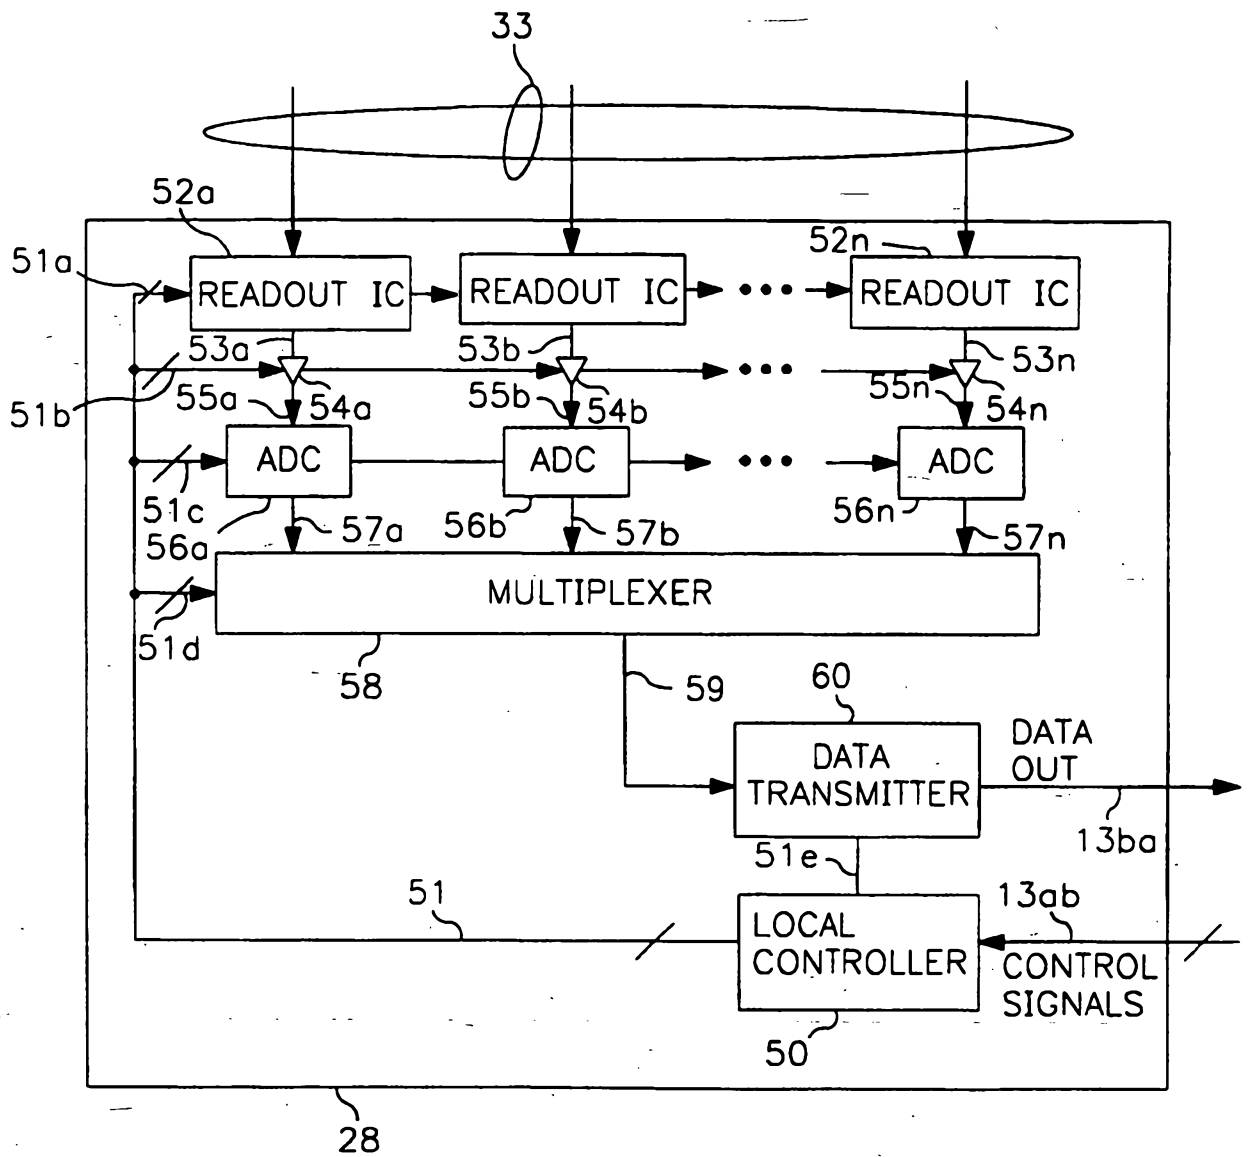 33
52a
52n
51a
READOUT IC
READOUT IC
READOUT IC
53a
53b
53n
51b
55a
54a
55b
54b
55n
54n
ADC
ADC
ADC
51c
56a
57a
56b
57b
56n
57n
MULTIPLEXER
51d
58
59
60
DATA
TRANSMITTER
DATA
OUT
13ba
51e
51
13ab
LOCAL
CONTROLLER
CONTROL
SIGNALS
50
28